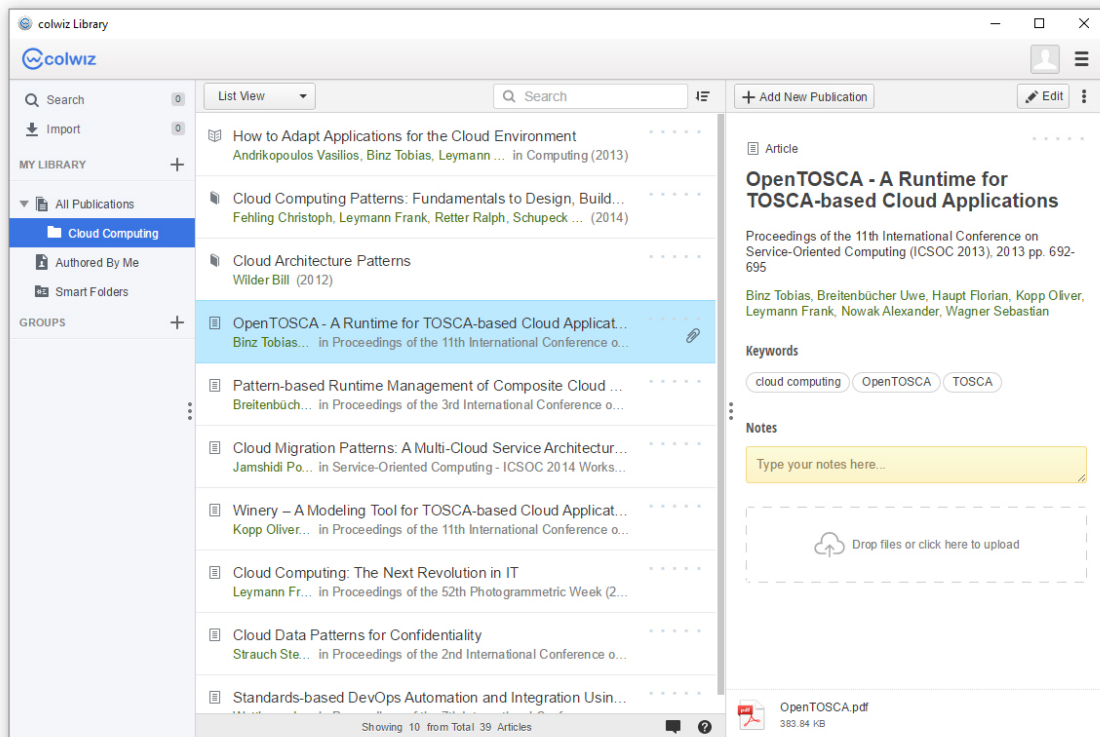 colwiz Library
colwiz
Search 0
Import 0
MY LIBRARY
All Publications
Cloud Computing
Authored By Me
Smart Folders
GROUPS
List View
Search
How to Adapt Applications for the Cloud Environment
Andrikopoulos Vasilios, Binz Tobias, Leymann ... in Computing (2013)
Cloud Computing Patterns: Fundamentals to Design, Build...
Fehling Christoph, Leymann Frank, Retter Ralph, Schupeck ... (2014)
Cloud Architecture Patterns
Wilder Bill (2012)
OpenTOSCA - A Runtime for TOSCA-based Cloud Applicat...
Binz Tobias... in Proceedings of the 11th International Conference o...
Pattern-based Runtime Management of Composite Cloud ...
Breitenbüch... in Proceedings of the 3rd International Conference o...
Cloud Migration Patterns: A Multi-Cloud Service Architectur...
Jamshidi Po... in Service-Oriented Computing - ICSOC 2014 Works...
Winery – A Modeling Tool for TOSCA-based Cloud Applicat...
Kopp Oliver... in Proceedings of the 11th International Conference o...
Cloud Computing: The Next Revolution in IT
Leymann Fr... in Proceedings of the 52th Photogrammetric Week (2...
Cloud Data Patterns for Confidentiality
Strauch Ste... in Proceedings of the 2nd International Conference o...
Standards-based DevOps Automation and Integration Usin...
Showing 10 from Total 39 Articles
+ Add New Publication
Edit
Article
OpenTOSCA - A Runtime for
TOSCA-based Cloud Applications
Proceedings of the 11th International Conference on
Service-Oriented Computing (ICSOC 2013), 2013 pp. 692-
695
Binz Tobias, Breitenbücher Uwe, Haupt Florian, Kopp Oliver,
Leymann Frank, Nowak Alexander, Wagner Sebastian
Keywords
cloud computing OpenTOSCA TOSCA
Notes
Type your notes here...
Drop files or click here to upload
pdf
OpenTOSCA.pdf
383.84 KB